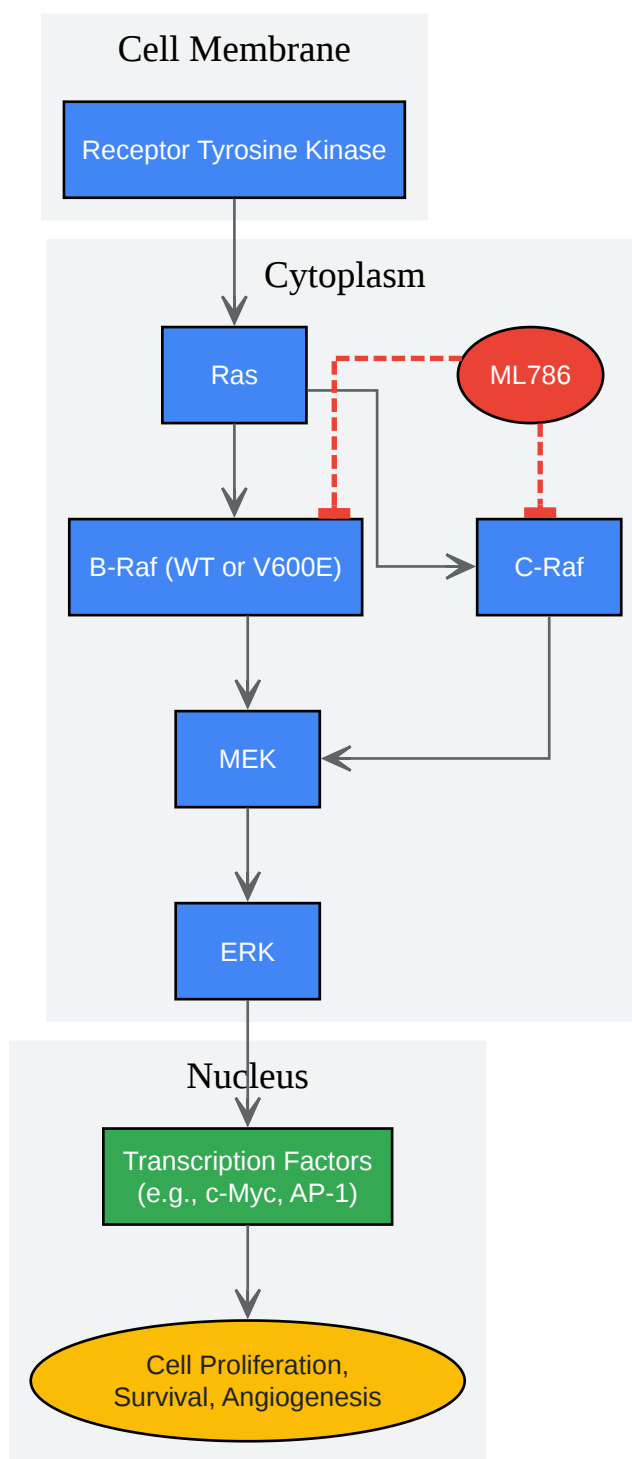 Cell Membrane
Receptor Tyrosine Kinase
Cytoplasm
Ras
ML786
B-Raf (WT or V600E)
C-Raf
MEK
ERK
Nucleus
Transcription Factors
(e.g., c-Myc, AP-1)
Cell Proliferation,
Survival, Angiogenesis